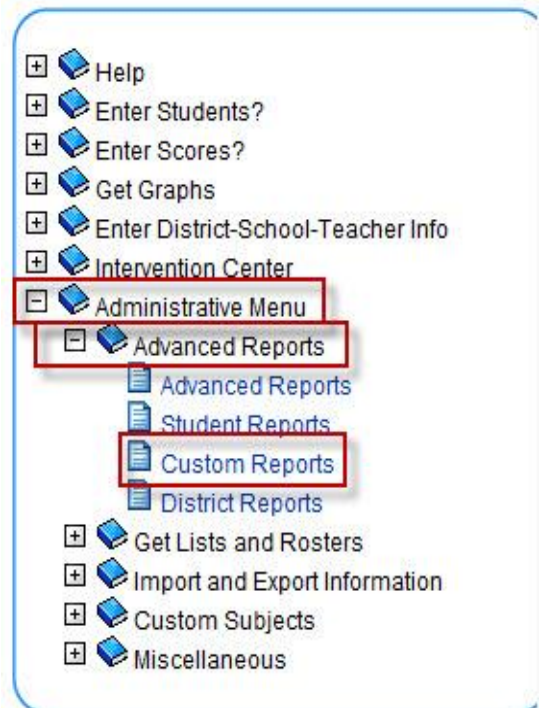 Help
Enter Students?
Enter Scores?
Get Graphs
Enter District-School-Teacher Info
Intervention Center
Administrative Menu
Advanced Reports
Advanced Reports
Student Reports
Custom Reports
District Reports
Get Lists and Rosters
Import and Export Information
Custom Subjects
Miscellaneous